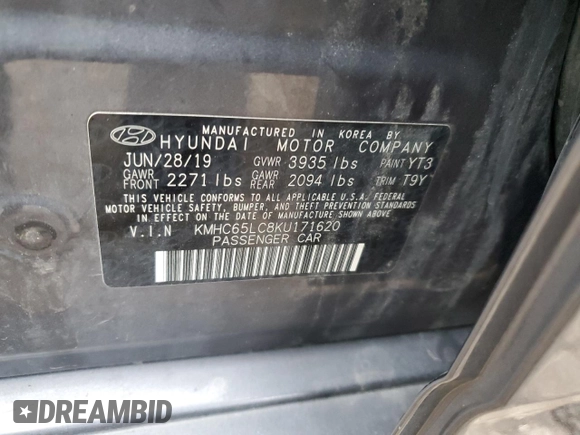 MANUFACTURED IN KOREA BY
HYUNDAI MOTOR COMPANY
JUN/28/19 GVWR 3935 lbs PAINT YT3
GAWR FRONT 2271 lbs GAWR REAR 2094 lbs TRIM T9Y
THIS VEHICLE CONFORMS TO ALL APPLICABLE U.S.A. FEDERAL
MOTOR VEHICLE SAFETY, BUMPER, AND THEFT PREVENTION STANDARDS
IN EFFECT ON THE DATE OF MANUFACTURE SHOWN ABOVE.
V.I.N KMHC65LC8KU171620
PASSENGER CAR
DREAMBID